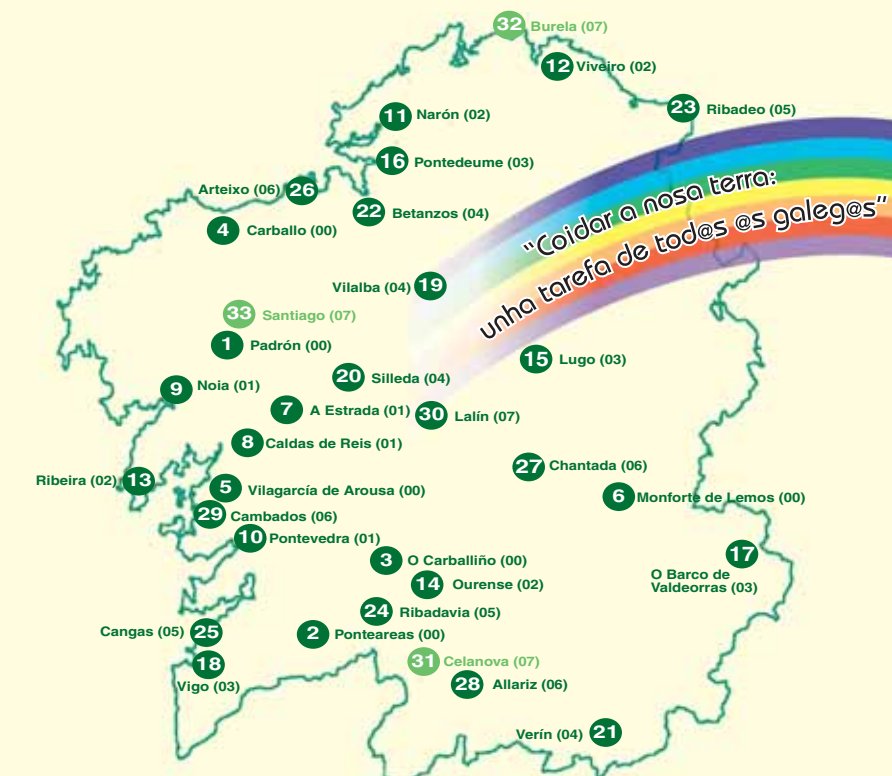 32 Burela (07)
12 Viveiro (02)
23 Ribadeo (05)
11 Narón (02)
16 Pontedeume (03)
Arteixo (06) 26
22 Betanzos (04)
4 Carballo (00)
"Coidar a nosa terra:
unha tarefa de tod@s @s galeg@s"
Vilalba (04) 19
33 Santiago (07)
1 Padrón (00)
15 Lugo (03)
20 Silleda (04)
9 Noia (01)
7 A Estrada (01)
30 Lalín (07)
8 Caldas de Reis (01)
27 Chantada (06)
Ribeira (02) 13
5 Vilagarcía de Arousa (00)
6 Monforte de Lemos (00)
29 Cambados (06)
10 Pontevedra (01)
17
O Barco de
Valdeorras (03)
3 O Carballiño (00)
14 Ourense (02)
24 Ribadavia (05)
Cangas (05) 25
2 Ponteareas (00)
18
Vigo (03)
31 Celanova (07)
28 Allariz (06)
Verín (04) 21